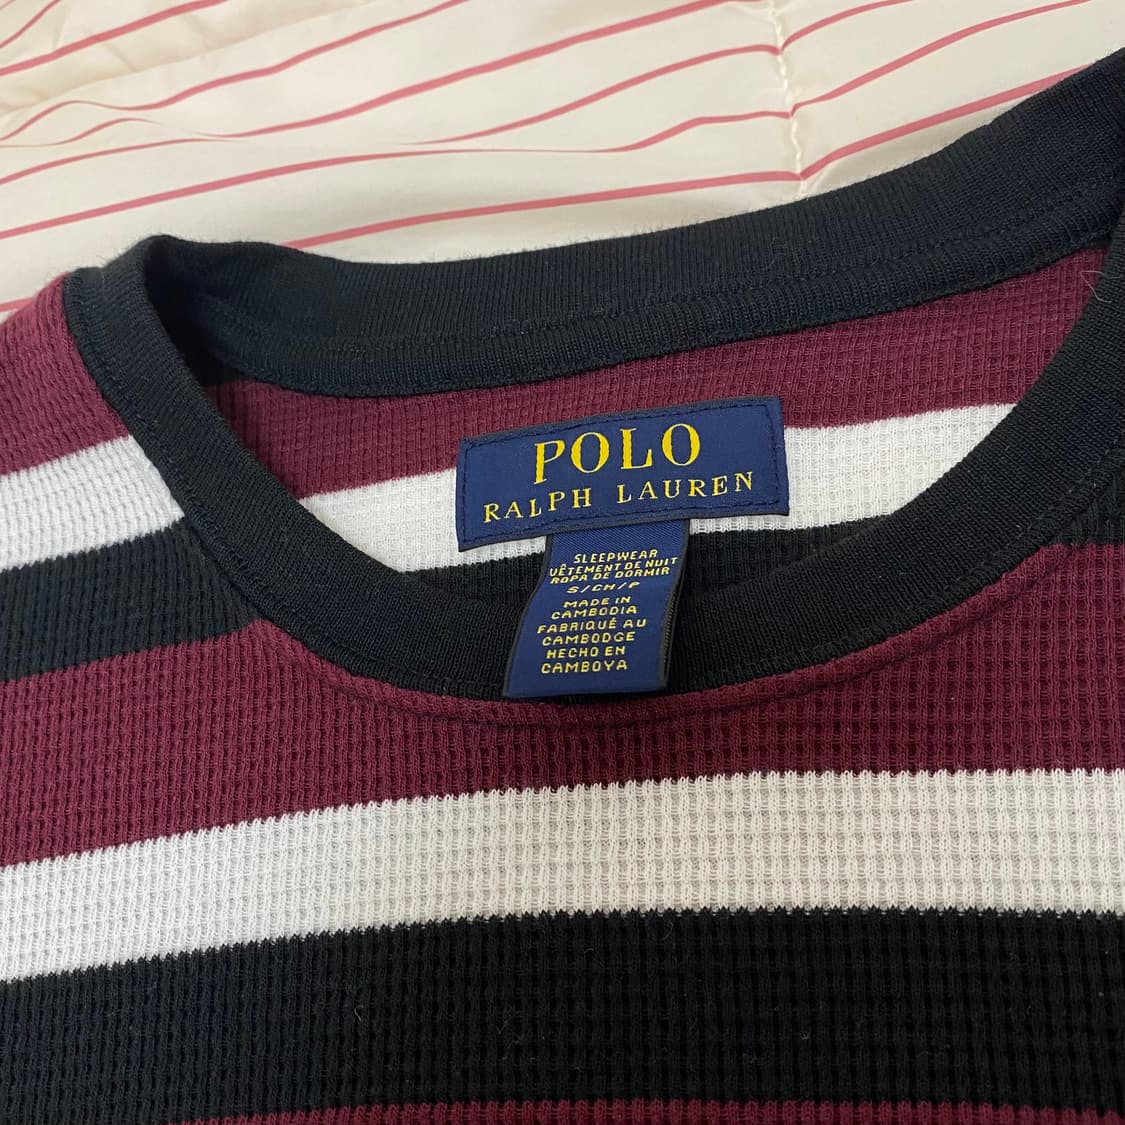 POLO
RALPH LAUREN
SLEEPWEAR
VÊTEMENT DE NUIT
ROPA DE DORMIR
S/CH/P
MADE IN
CAMBODIA
FABRIQUÉ AU
CAMBODGE
HECHO EN
CAMBOYA